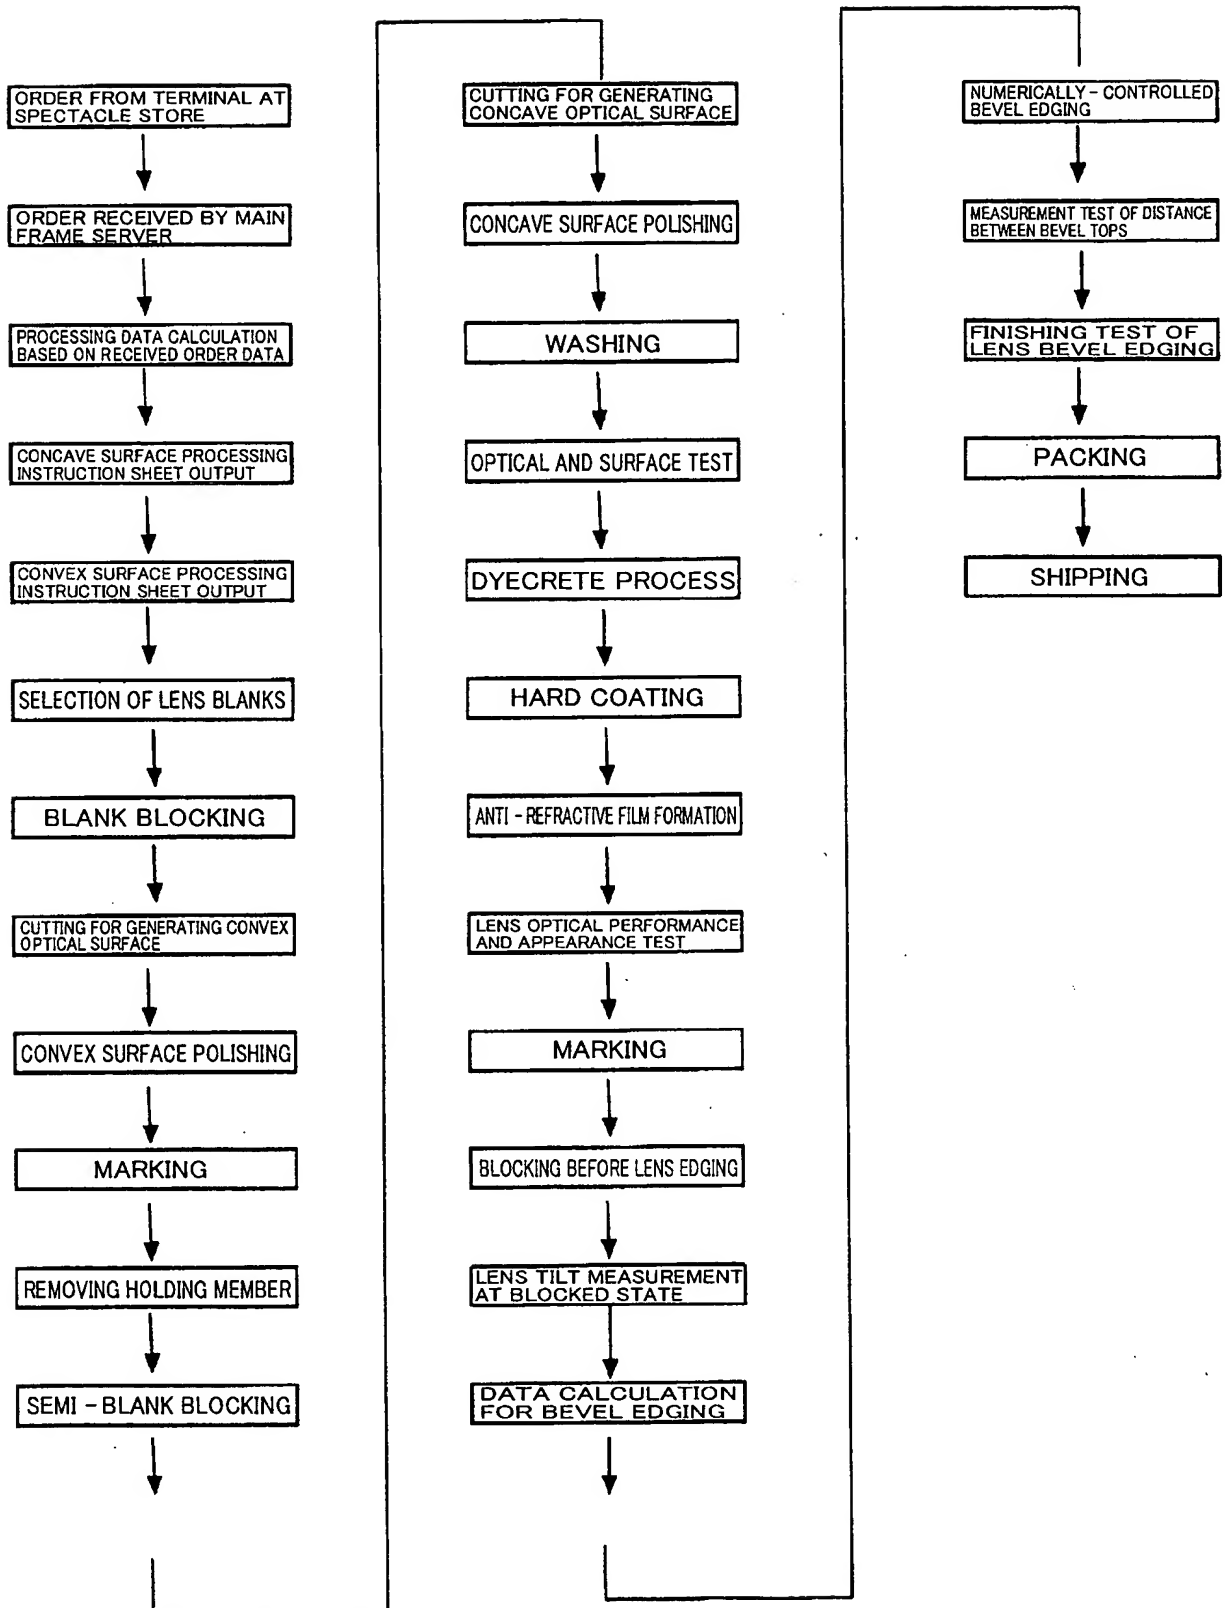 ORDER FROM TERMINAL AT
SPECTACLE STORE
ORDER RECEIVED BY MAIN
FRAME SERVER
PROCESSING DATA CALCULATION
BASED ON RECEIVED ORDER DATA
CONCAVE SURFACE PROCESSING
INSTRUCTION SHEET OUTPUT
CONVEX SURFACE PROCESSING
INSTRUCTION SHEET OUTPUT
SELECTION OF LENS BLANKS
BLANK BLOCKING
CUTTING FOR GENERATING CONVEX
OPTICAL SURFACE
CONVEX SURFACE POLISHING
MARKING
REMOVING HOLDING MEMBER
SEMI - BLANK BLOCKING
CUTTING FOR GENERATING
CONCAVE OPTICAL SURFACE
CONCAVE SURFACE POLISHING
WASHING
OPTICAL AND SURFACE TEST
DYECRETE PROCESS
HARD COATING
ANTI - REFRACTIVE FILM FORMATION
LENS OPTICAL PERFORMANCE
AND APPEARANCE TEST
MARKING
BLOCKING BEFORE LENS EDGING
LENS TILT MEASUREMENT
AT BLOCKED STATE
DATA CALCULATION
FOR BEVEL EDGING
NUMERICALLY - CONTROLLED
BEVEL EDGING
MEASUREMENT TEST OF DISTANCE
BETWEEN BEVEL TOPS
FINISHING TEST OF
LENS BEVEL EDGING
PACKING
SHIPPING